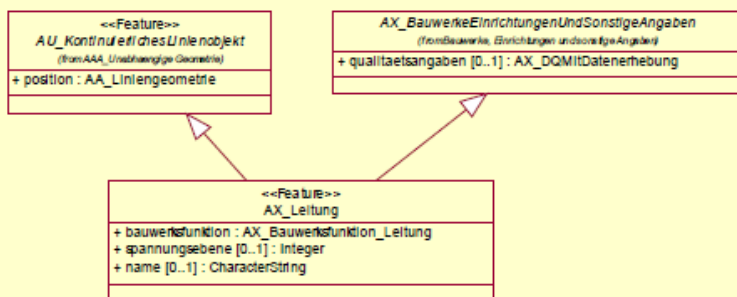 <<Feature>>
AU_KontinuierlichesLinienobjekt
(from AAA_Unabhaengige Geometrie)
+ position : AA_Liniengeometrie
AX_BauwerkeEinrichtungenUndSonstigeAngaben
(from Bauwerke, Einrichtungen und sonstige Angaben)
+ qualitaetsangaben [0..1] : AX_DQMitDatenerhebung
<<Feature>>
AX_Leitung
+ bauwerksfunktion : AX_Bauwerksfunktion_Leitung
+ spannungsebene [0..1] : Integer
+ name [0..1] : CharacterString